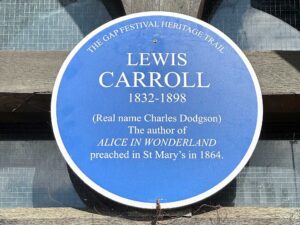 THE GAP FESTIVAL HERITAGE TRAIL
LEWIS
CARROLL
1832-1898
(Real name Charles Dodgson)
The author of
ALICE IN WONDERLAND
preached in St Mary's in 1864.